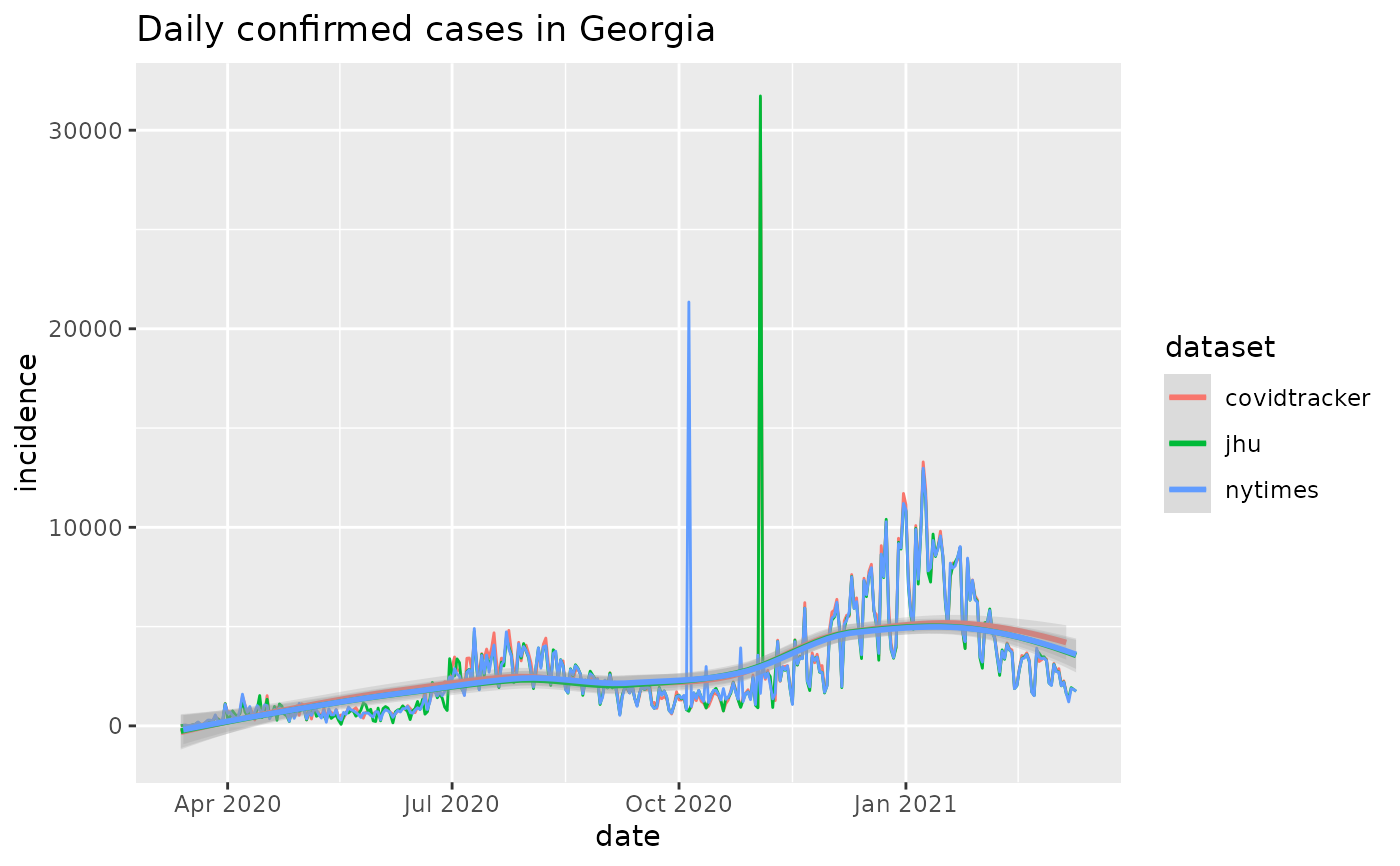 Daily confirmed cases in Georgia
30000
20000
10000
0
incidence
Apr 2020
Jul 2020
Oct 2020
Jan 2021
date
dataset
covidtracker
jhu
nytimes